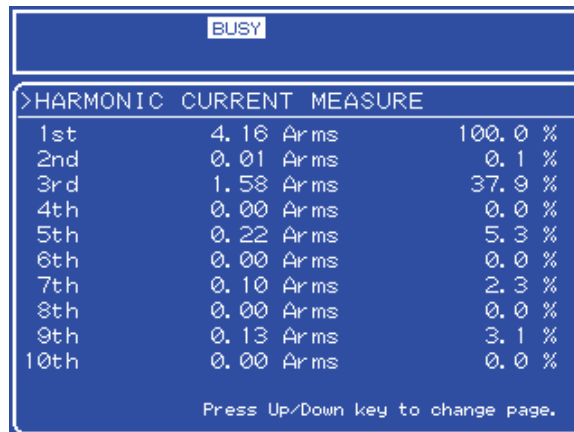 BUSY
>HARMONIC CURRENT MEASURE
1st 4.16 Arms 100.0 %
2nd 0.01 Arms 0.1 %
3rd 1.58 Arms 37.9 %
4th 0.00 Arms 0.0 %
5th 0.22 Arms 5.3 %
6th 0.00 Arms 0.0 %
7th 0.10 Arms 2.3 %
8th 0.00 Arms 0.0 %
9th 0.13 Arms 3.1 %
10th 0.00 Arms 0.0 %
Press Up/Down key to change page.